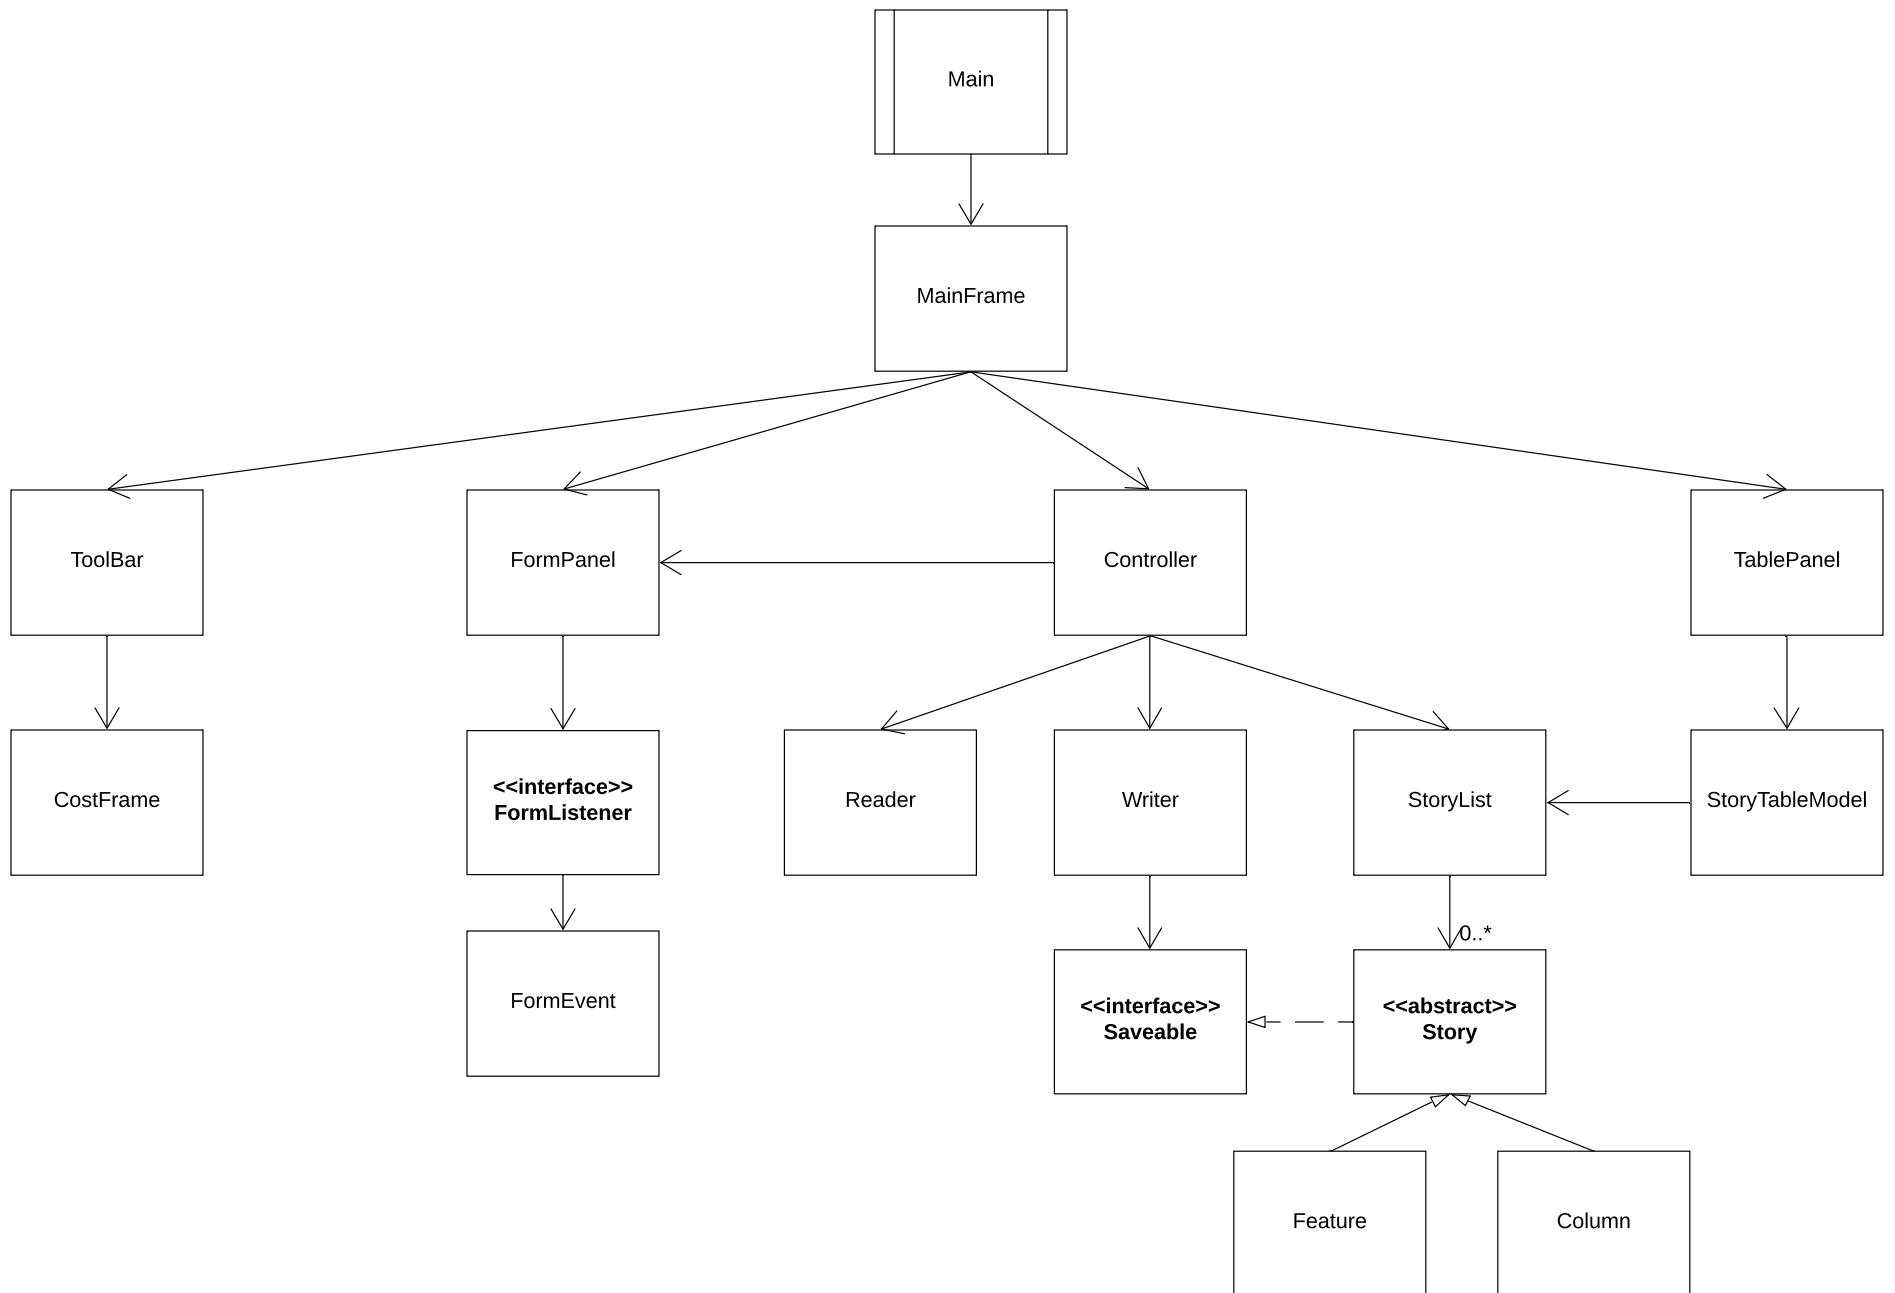 Main
MainFrame
ToolBar
FormPanel
Controller
TablePanel
CostFrame
<<interface>>
FormListener
Reader
Writer
StoryList
StoryTableModel
0..*
FormEvent
<<interface>>
Saveable
<<abstract>>
Story
Feature
Column